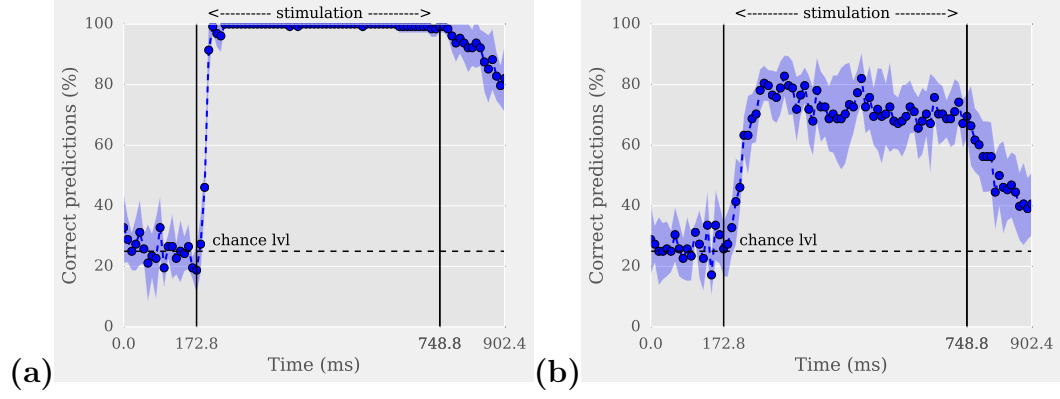 <--------- stimulation --------->
100
80
60
40
20
0
Correct predictions (%)
chance lvl
0.0 172.8 748.8 902.4
Time (ms)
(a)
<--------- stimulation --------->
100
80
60
40
20
0
Correct predictions (%)
chance lvl
0.0 172.8 748.8 902.4
Time (ms)
(b)